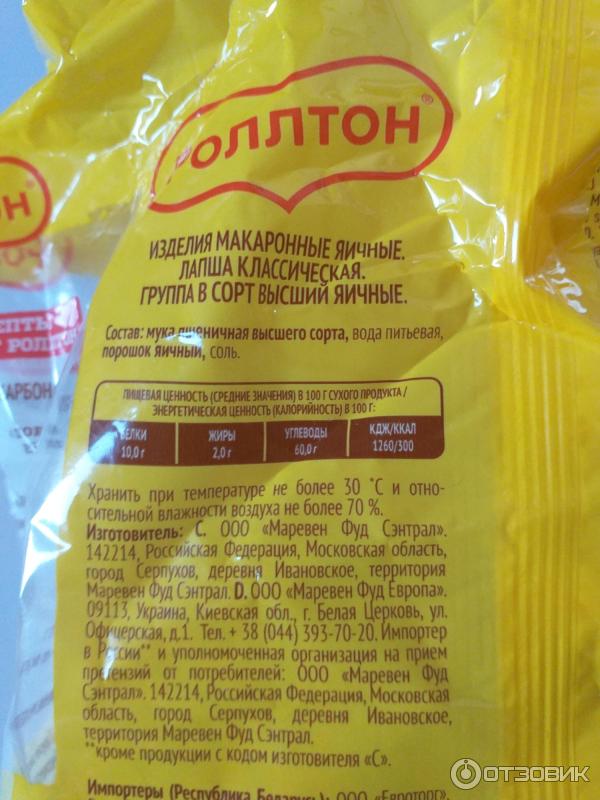 РОЛЛТОН®
ИЗДЕЛИЯ МАКАРОННЫЕ ЯИЧНЫЕ.
ЛАПША КЛАССИЧЕСКАЯ.
ГРУППА В СОРТ ВЫСШИЙ ЯИЧНЫЕ.
Состав: мука пшеничная высшего сорта, вода питьевая,
порошок яичный, соль.
ПИЩЕВАЯ ЦЕННОСТЬ (СРЕДНИЕ ЗНАЧЕНИЯ) В 100 Г СУХОГО ПРОДУКТА /
ЭНЕРГЕТИЧЕСКАЯ ЦЕННОСТЬ (КАЛОРИЙНОСТЬ) В 100 Г:
БЕЛКИ ЖИРЫ УГЛЕВОДЫ КДЖ/ККАЛ
10,0 г 2,0 г 60,0 г 1260/300
Хранить при температуре не более 30 °С и отно-
сительной влажности воздуха не более 70 %.
Изготовитель: С. ООО «Маревен Фуд Сэнтрал».
142214, Российская Федерация, Московская область,
город Серпухов, деревня Ивановское, территория
Маревен Фуд Сэнтрал. D. ООО «Маревен Фуд Европа».
09113, Украина, Киевская обл., г. Белая Церковь, ул.
Офицерская, д.1. Тел. + 38 (044) 393-70-20. Импортер
в России** и уполномоченная организация на прием
претензий от потребителей: ООО «Маревен Фуд
Сэнтрал». 142214, Российская Федерация, Московская
область, город Серпухов, деревня Ивановское,
территория Маревен Фуд Сэнтрал.
**кроме продукции с кодом изготовителя «С».
Импортеры (Республика Беларусь): ООО «Евроторг».
ОН®
ЕПТЫ
РОЛЛ
КАРБОН
ОТЗОВИК